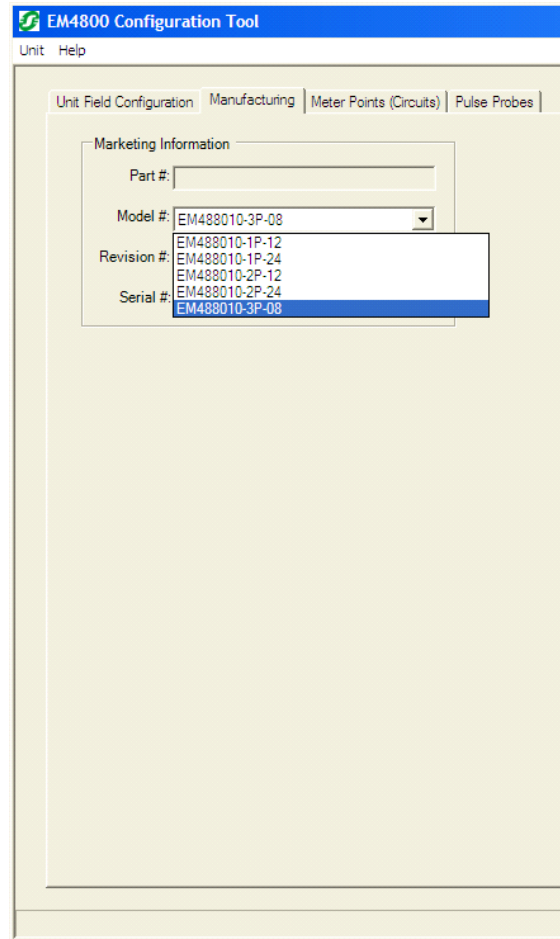 EM4800 Configuration Tool
Unit Help
Unit Field Configuration Manufacturing Meter Points (Circuits) Pulse Probes
Marketing Information
Part #:
Model #: EM488010-3P-08
EM488010-1P-12
EM488010-1P-24
Revision #:
EM488010-2P-12
EM488010-2P-24
Serial #:
EM488010-3P-08